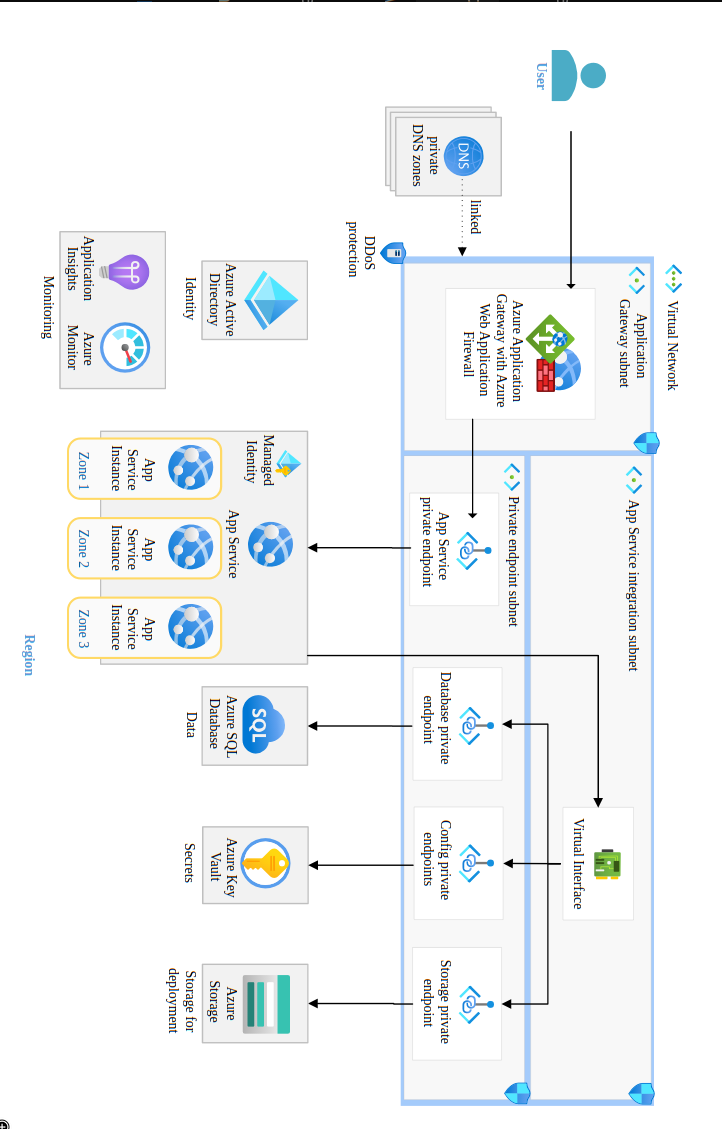 User
private
DNS zones
DNS
linked
DDoS
protection
Virtual Network
Application
Gateway subnet
Azure Application
Gateway with Azure
Web Application
Firewall
App Service integration subnet
Private endpoint subnet
App Service
private endpoint
Virtual Interface
Database private
endpoint
Config private
endpoints
Storage private
endpoint
Azure Active
Directory
Identity
Application
Insights
Azure
Monitor
Monitoring
Managed
Identity
App Service
App
Service
Instance
Zone 1
App
Service
Instance
Zone 2
App
Service
Instance
Zone 3
SQL
Azure SQL
Database
Data
Azure Key
Vault
Secrets
Azure
Storage
Storage for
deployment
Region